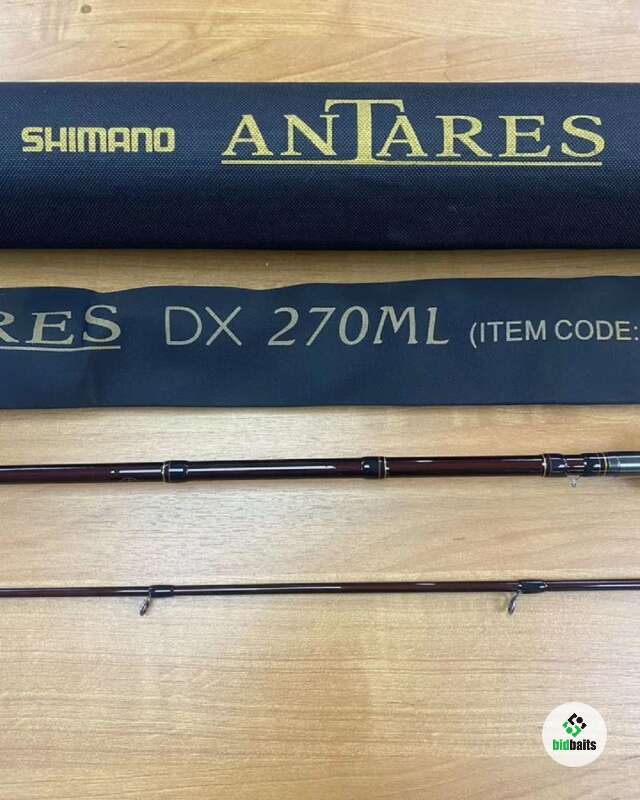 SHIMANO ANTARES
RES DX 270ML (ITEM CODE:
bidbaits